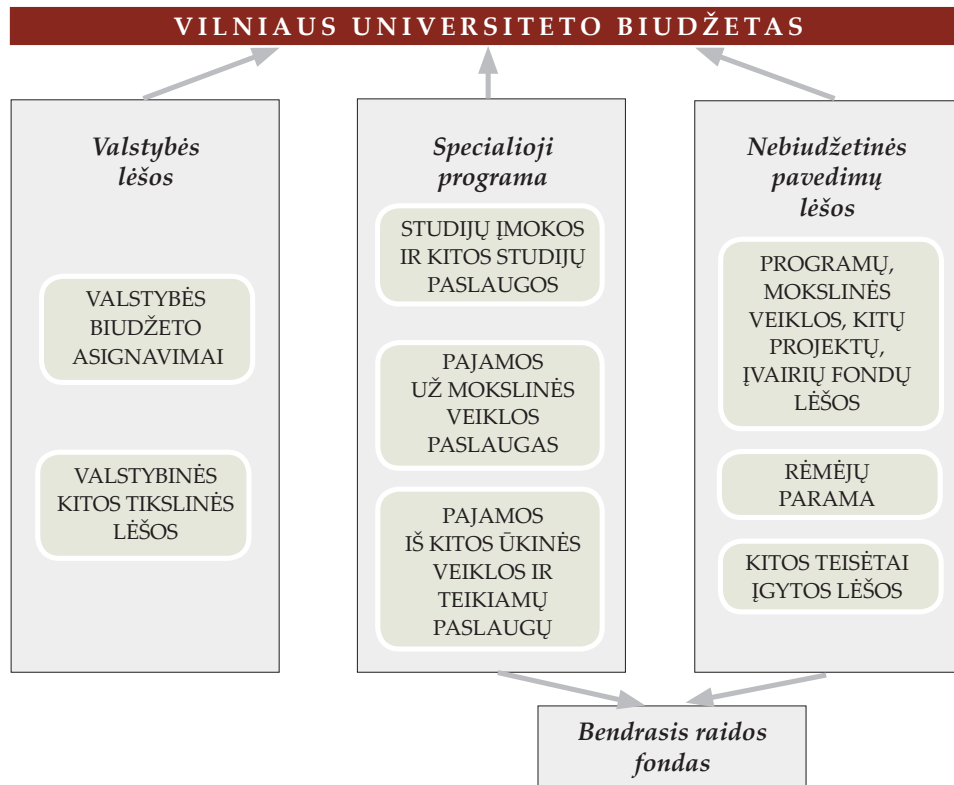 VILNIAUS UNIVERSITETO BIUDŽETAS
Valstybės
lėšos
VALSTYBĖS
BIUDŽETO
ASIGNAVIMAI
VALSTYBINĖS
KITOS TIKSLINĖS
LĖŠOS
Specialioji
programa
STUDIJŲ ĮMOKOS
IR KITOS STUDIJŲ
PASLAUGOS
PAJAMOS
UŽ MOKSLINĖS
VEIKLOS
PASLAUGAS
PAJAMOS
IŠ KITOS ŪKINĖS
VEIKLOS IR
TEIKIAMŲ
PASLAUGŲ
Nebiudžetinės
pavedimų
lėšos
PROGRAMŲ,
MOKSLINĖS
VEIKLOS, KITŲ
PROJEKTŲ,
ĮVAIRIŲ FONDŲ
LĖŠOS
RĖMĖJŲ
PARAMA
KITOS TEISĖTAI
ĮGYTOS LĖŠOS
Bendrasis raidos
fondas